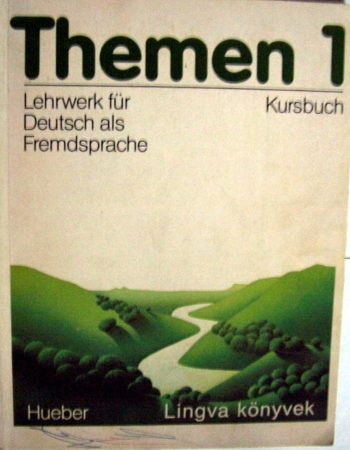 Themen 1
Lehrwerk für
Deutsch als
Fremdsprache
Kursbuch
Hueber
Lingva könyvek